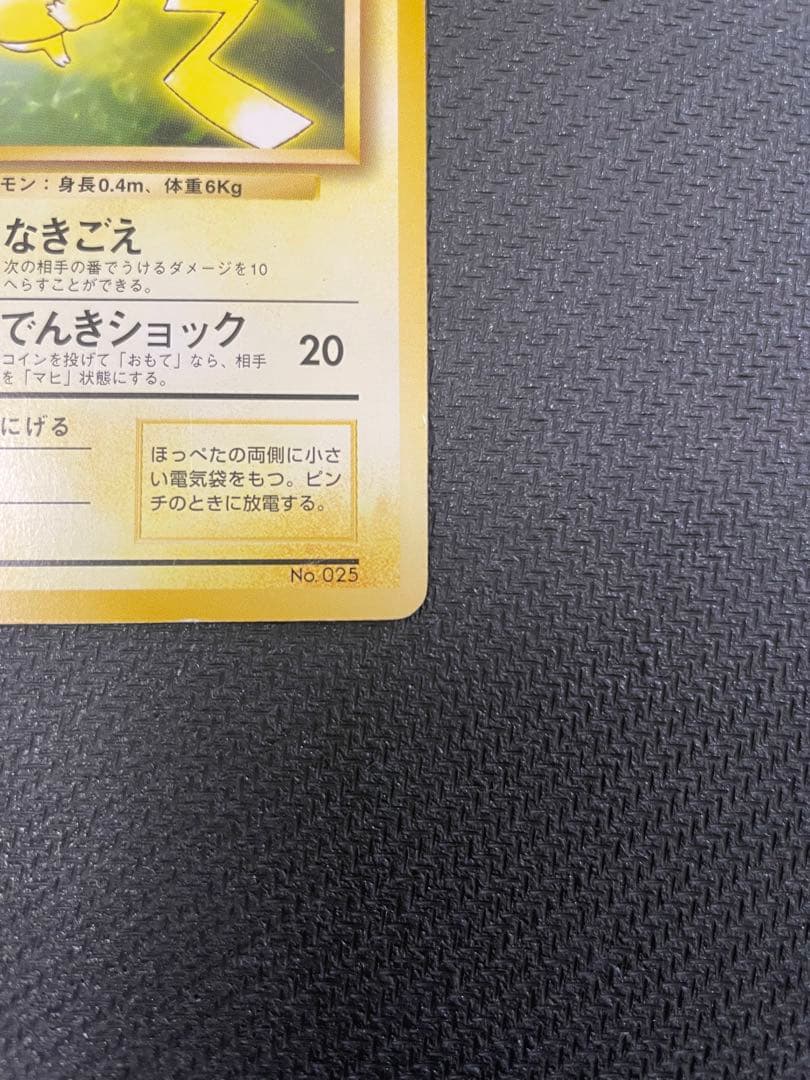 モン：身長0.4m、体重6Kg
なきごえ
次の相手の番でうけるダメージを10
へらすことができる。
でんきショック 20
コインを投げて「おもて」なら、相手
を「マヒ」状態にする。
にげる
ほっぺたの両側に小さ
い電気袋をもつ。ピン
チのときに放電する。
No.025